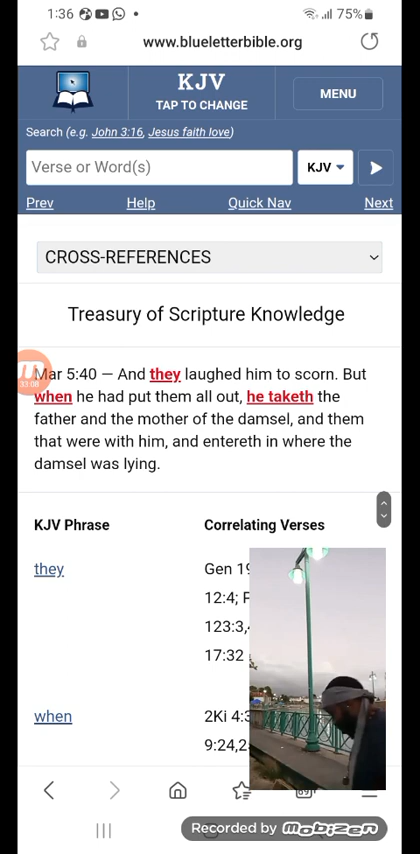 1:36 75%
www.blueletterbible.org
KJV
TAP TO CHANGE
MENU
Search (e.g. John 3:16, Jesus faith love)
Verse or Word(s)
KJV
Prev Help Quick Nav Next
CROSS-REFERENCES
Treasury of Scripture Knowledge
Mar 5:40 — And they laughed him to scorn. But
when he had put them all out, he taketh the
father and the mother of the damsel, and them
that were with him, and entereth in where the
damsel was lying.
33:08
KJV Phrase Correlating Verses
they Gen 19
12:4;
123:3,
17:32
when 2Ki 4:3
9:24,2
Recorded by mobizen